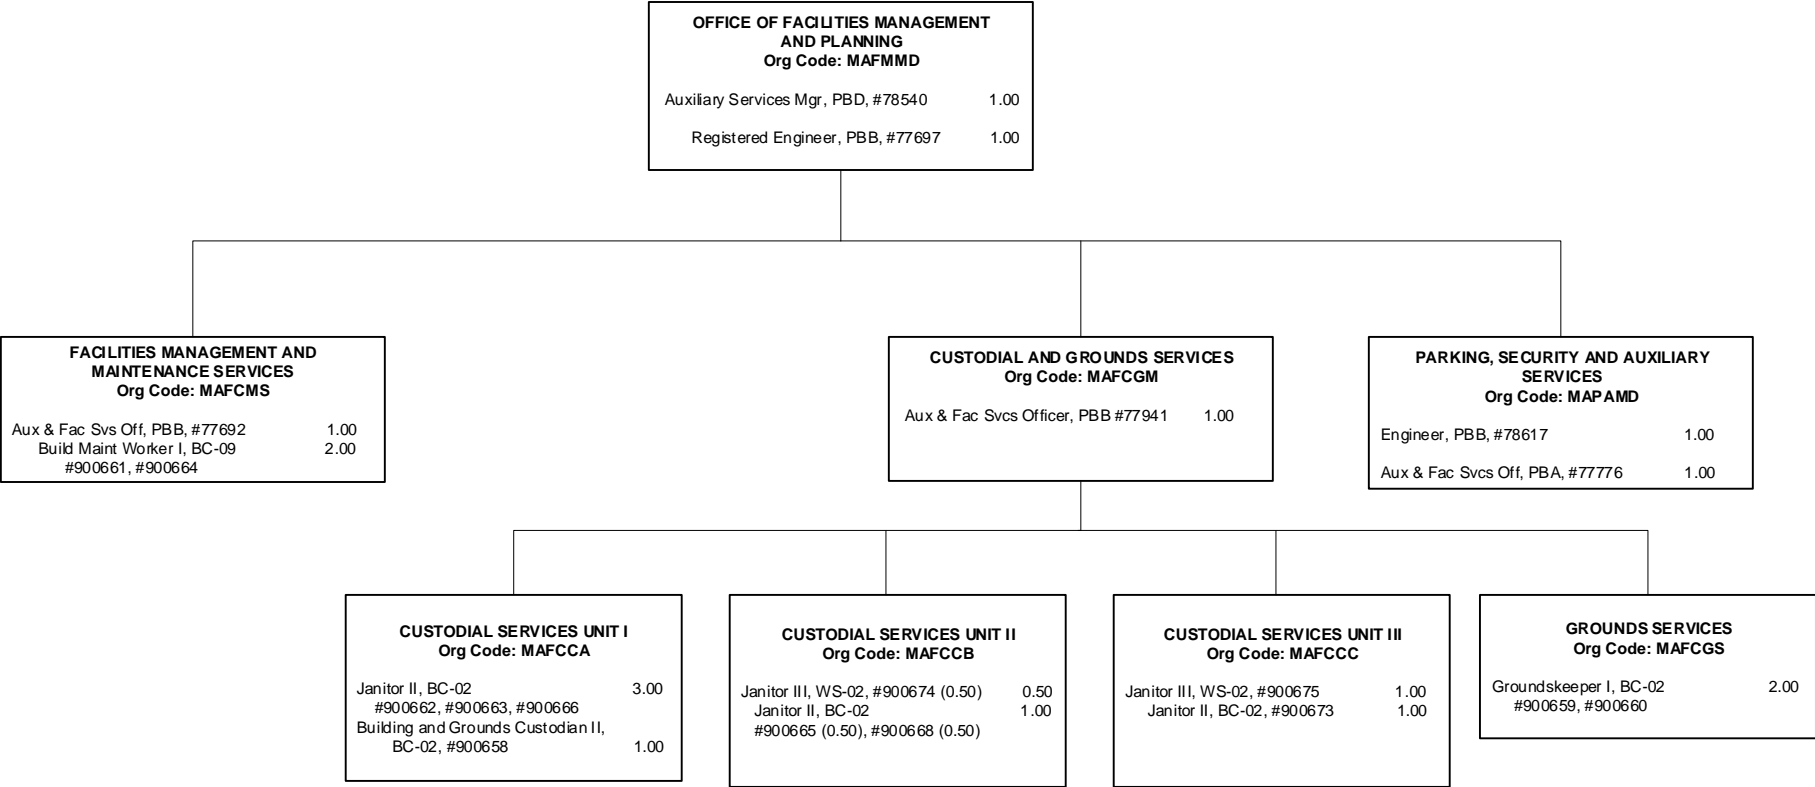 OFFICE OF FACILITIES MANAGEMENT
AND PLANNING
Org Code: MAFMMD
Auxiliary Services Mgr, PBD, #78540 1.00
Registered Engineer, PBB, #77697 1.00
FACILITIES MANAGEMENT AND
MAINTENANCE SERVICES
Org Code: MAFCMS
Aux & Fac Svs Off, PBB, #77692 1.00
Build Maint Worker I, BC-09 2.00
#900661, #900664
CUSTODIAL AND GROUNDS SERVICES
Org Code: MAFCGM
Aux & Fac Svcs Officer, PBB #77941 1.00
PARKING, SECURITY AND AUXILIARY
SERVICES
Org Code: MAPAMD
Engineer, PBB, #78617 1.00
Aux & Fac Svcs Off, PBA, #77776 1.00
CUSTODIAL SERVICES UNIT I
Org Code: MAFCCA
Janitor II, BC-02 3.00
#900662, #900663, #900666
Building and Grounds Custodian II,
BC-02, #900658 1.00
CUSTODIAL SERVICES UNIT II
Org Code: MAFCCB
Janitor III, WS-02, #900674 (0.50) 0.50
Janitor II, BC-02 1.00
#900665 (0.50), #900668 (0.50)
CUSTODIAL SERVICES UNIT III
Org Code: MAFCCC
Janitor III, WS-02, #900675 1.00
Janitor II, BC-02, #900673 1.00
GROUNDS SERVICES
Org Code: MAFCGS
Groundskeeper I, BC-02 2.00
#900659, #900660